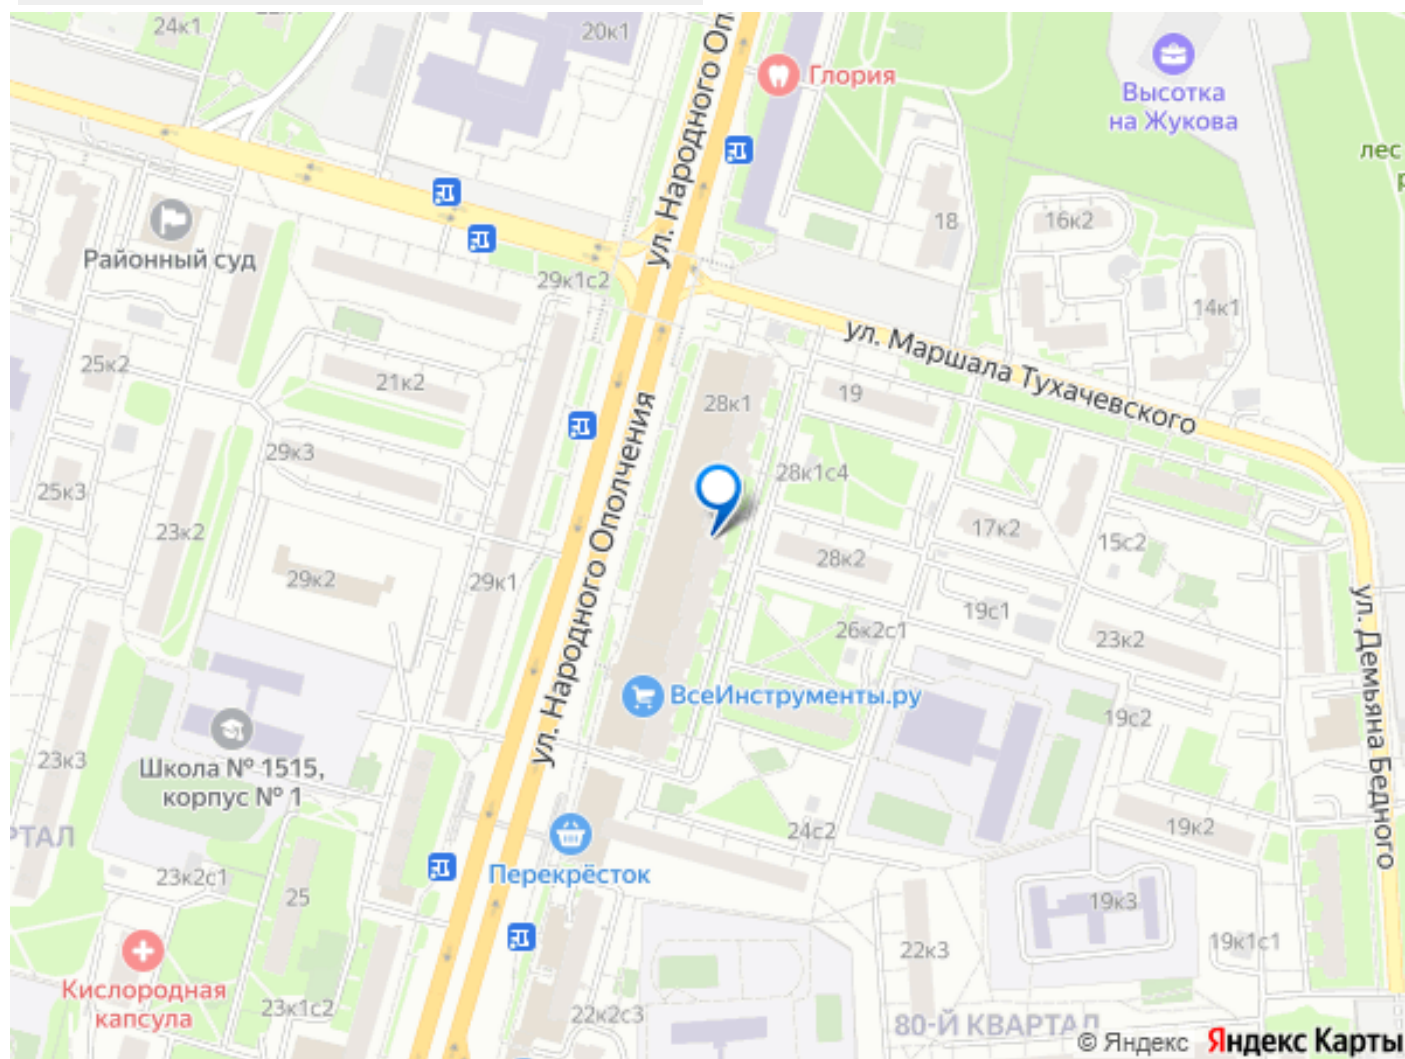 24к1
20к1
ул. Народного Оп
Глория
Высотка
на Жукова
лес
р
Районный суд
18
16к2
29к1с2
14к1
ул. Маршала Тухачевского
25к2
21к2
28к1
19
29к3
28к1с4
25к3
23к2
17к2
15с2
ул. Народного Ополчения
29к2
29к1
28к2
19с1
26к2с1
23к2
ул. Демьяна Бедного
ВсеИнструменты.ру
19с2
23к3
Школа № 1515,
корпус № 1
РТАЛ
24с2
19к2
Перекрёсток
23к2с1
25
19к3
22к3
19к1с1
Кислородная
капсула
23к1с2
22к2с3
80-Й КВАРТАЛ
© Яндекс Яндекс Карты